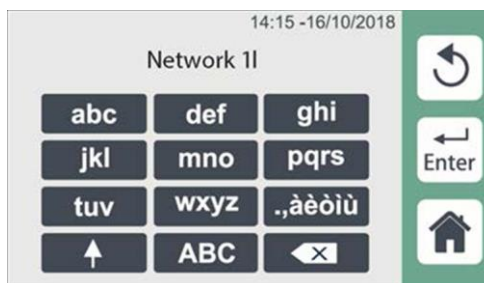 14:15 -16/10/2018
Network 1l
abc def ghi
jkl mno pqrs
Enter
tuv wxyz .,àèòìù
ABC